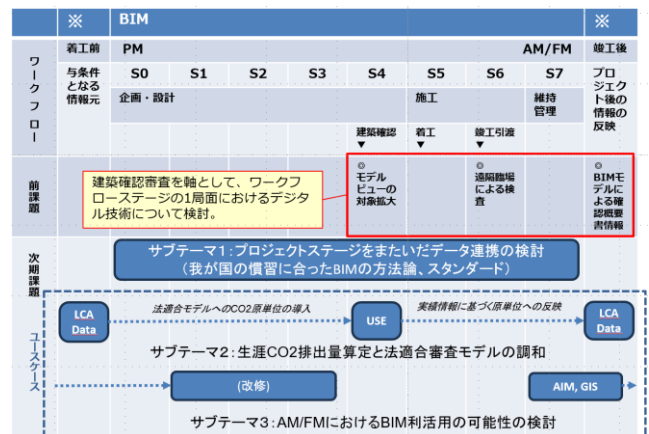 ※ BIM ※
着工前 PM AM/FM 竣工後
ワークフロー
与条件
となる
情報元
S0 S1 S2 S3 S4 S5 S6 S7
プロ
ジェク
ト後の
情報の
反映
企画・設計 施工 維持
管理
建築確認 着工 竣工引渡
▼ ▼ ▼
前課題
建築確認審査を軸として、ワークフ
ローステージの1局面におけるデジタ
ル技術について検討。
◎
モデル
ビューの
対象拡大
◎
遠隔臨場
による検
査
◎
BIMモ
デルに
よる確
認概要
書情報
次期課題
サブテーマ1:プロジェクトステージをまたいだデータ連携の検討
(我が国の慣習に合ったBIMの方法論、スタンダード)
ユースケース
LCA
Data
法適合モデルへのCO2原単位の導入
USE
実績情報に基づく原単位への反映
LCA
Data
サブテーマ2:生涯CO2排出量算定と法適合審査モデルの調和
(改修)
AIM, GIS
サブテーマ3:AM/FMにおけるBIM利活用の可能性の検討